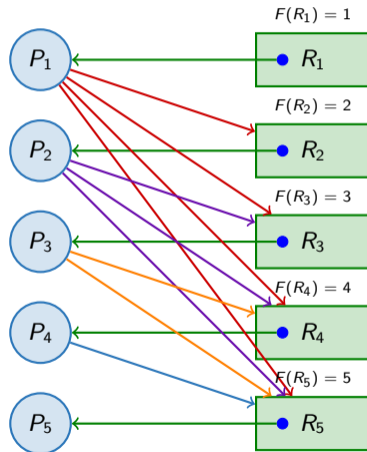 F(R₁) = 1
P₁ R₁
F(R₂) = 2
P₂ R₂
F(R₃) = 3
P₃ R₃
F(R₄) = 4
P₄ R₄
F(R₅) = 5
P₅ R₅